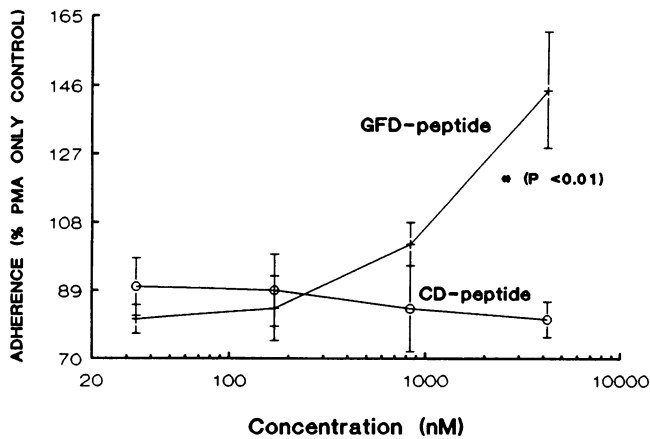 ADHERENCE (% PMA ONLY CONTROL)
165
146
127
108
89
70
GFD-peptide
* (P <0.01)
CD-peptide
20 100 1000 10000
Concentration (nM)